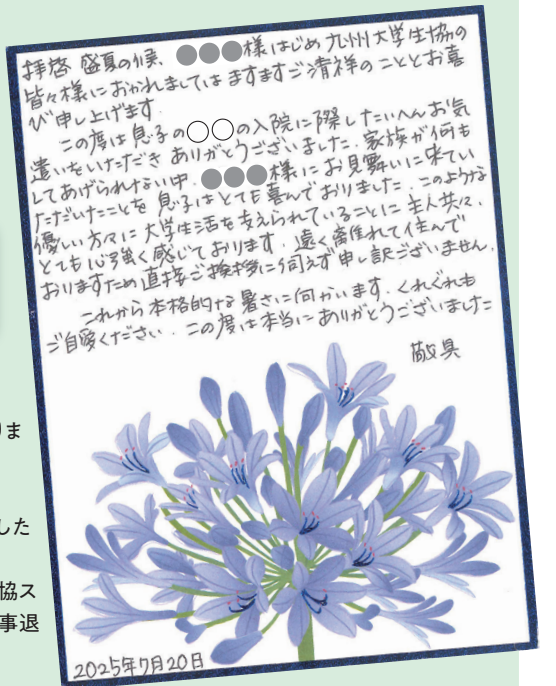 拝啓 盛夏の候、●●●様はじめ九州大学生協の
皆々様におかれましてはますますご清祥のこととお喜
び申し上げます.
この度は息子の○○の入院に際したいへんお気
遣いをいただきありがとうございました. 家族が何も
してあげられない中、●●●様にお見舞いに来てい
ただいたことを息子はとても喜んでおりました. このような
優しい方々に大学生活を支えられていることに主人共々、
とても心強く感じております. 遠く離れて住んで
おりますため直接ご挨拶に伺えず申し訳ございません.
これから本格的な暑さに向かいます. くれぐれも
ご自愛ください. この度は本当にありがとうございました
敬具
りま
した
協ス
事退
2025年7月20日